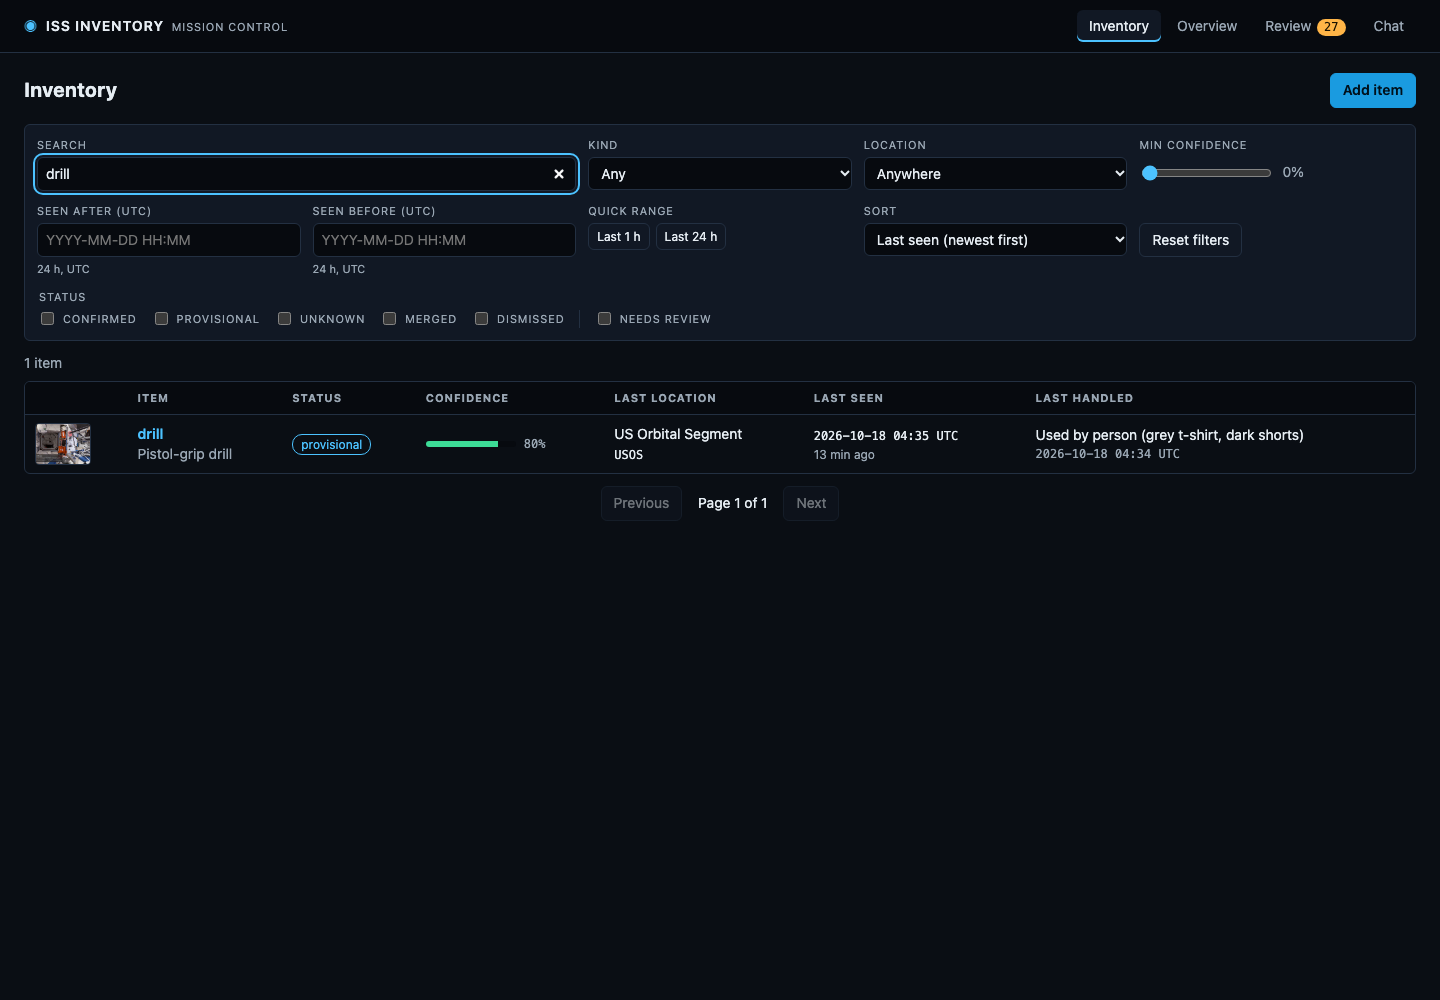 ISS INVENTORY MISSION CONTROL
Inventory Overview Review 27 Chat
Inventory
Add item
SEARCH KIND LOCATION MIN CONFIDENCE
drill Any Anywhere 0%
SEEN AFTER (UTC) SEEN BEFORE (UTC) QUICK RANGE SORT
YYYY-MM-DD HH:MM YYYY-MM-DD HH:MM Last 1 h Last 24 h Last seen (newest first) Reset filters
24 h, UTC 24 h, UTC
STATUS
CONFIRMED PROVISIONAL UNKNOWN MERGED DISMISSED NEEDS REVIEW
1 item
ITEM STATUS CONFIDENCE LAST LOCATION LAST SEEN LAST HANDLED
drill provisional 80% US Orbital Segment 2026-10-18 04:35 UTC Used by person (grey t-shirt, dark shorts)
Pistol-grip drill USOS 13 min ago 2026-10-18 04:34 UTC
Previous Page 1 of 1 Next